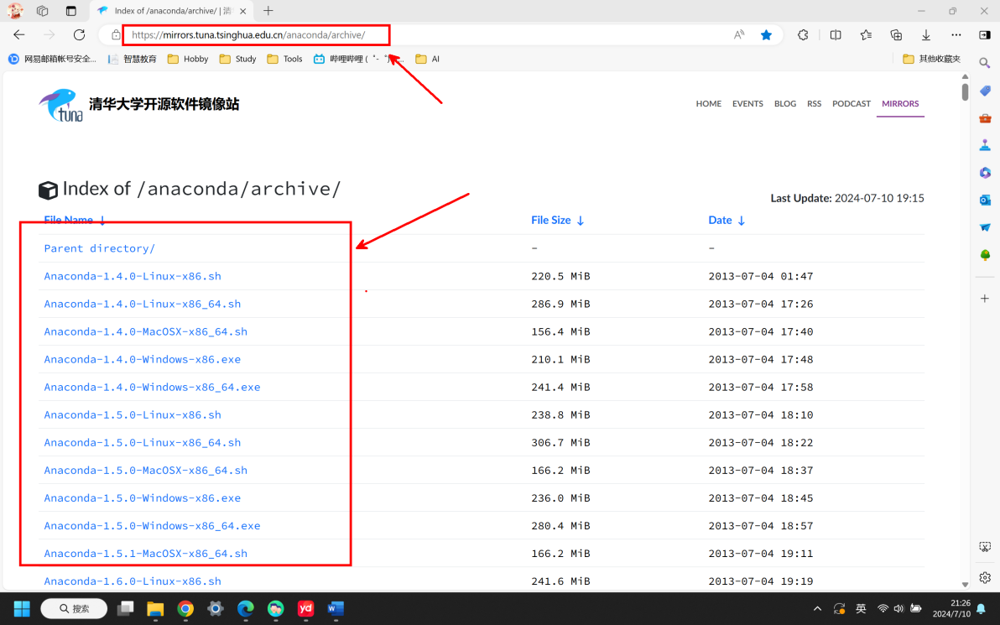 Index of /anaconda/archive/ | 清
https://mirrors.tuna.tsinghua.edu.cn/anaconda/archive/
网易邮箱帐号安全... 智慧教育 Hobby Study Tools 哔哩哔哩 ( ゜- ゜)... AI 其他收藏夹
tuna 清华大学开源软件镜像站
HOME EVENTS BLOG RSS PODCAST MIRRORS
Index of /anaconda/archive/
Last Update: 2024-07-10 19:15
File Name ↓ File Size ↓ Date ↓
Parent directory/ - -
Anaconda-1.4.0-Linux-x86.sh 220.5 MiB 2013-07-04 01:47
Anaconda-1.4.0-Linux-x86_64.sh 286.9 MiB 2013-07-04 17:26
Anaconda-1.4.0-MacOSX-x86_64.sh 156.4 MiB 2013-07-04 17:40
Anaconda-1.4.0-Windows-x86.exe 210.1 MiB 2013-07-04 17:48
Anaconda-1.4.0-Windows-x86_64.exe 241.4 MiB 2013-07-04 17:58
Anaconda-1.5.0-Linux-x86.sh 238.8 MiB 2013-07-04 18:10
Anaconda-1.5.0-Linux-x86_64.sh 306.7 MiB 2013-07-04 18:22
Anaconda-1.5.0-MacOSX-x86_64.sh 166.2 MiB 2013-07-04 18:37
Anaconda-1.5.0-Windows-x86.exe 236.0 MiB 2013-07-04 18:45
Anaconda-1.5.0-Windows-x86_64.exe 280.4 MiB 2013-07-04 18:57
Anaconda-1.5.1-MacOSX-x86_64.sh 166.2 MiB 2013-07-04 19:11
Anaconda-1.6.0-Linux-x86.sh 241.6 MiB 2013-07-04 19:19
搜索 yd 英 21:26
2024/7/10